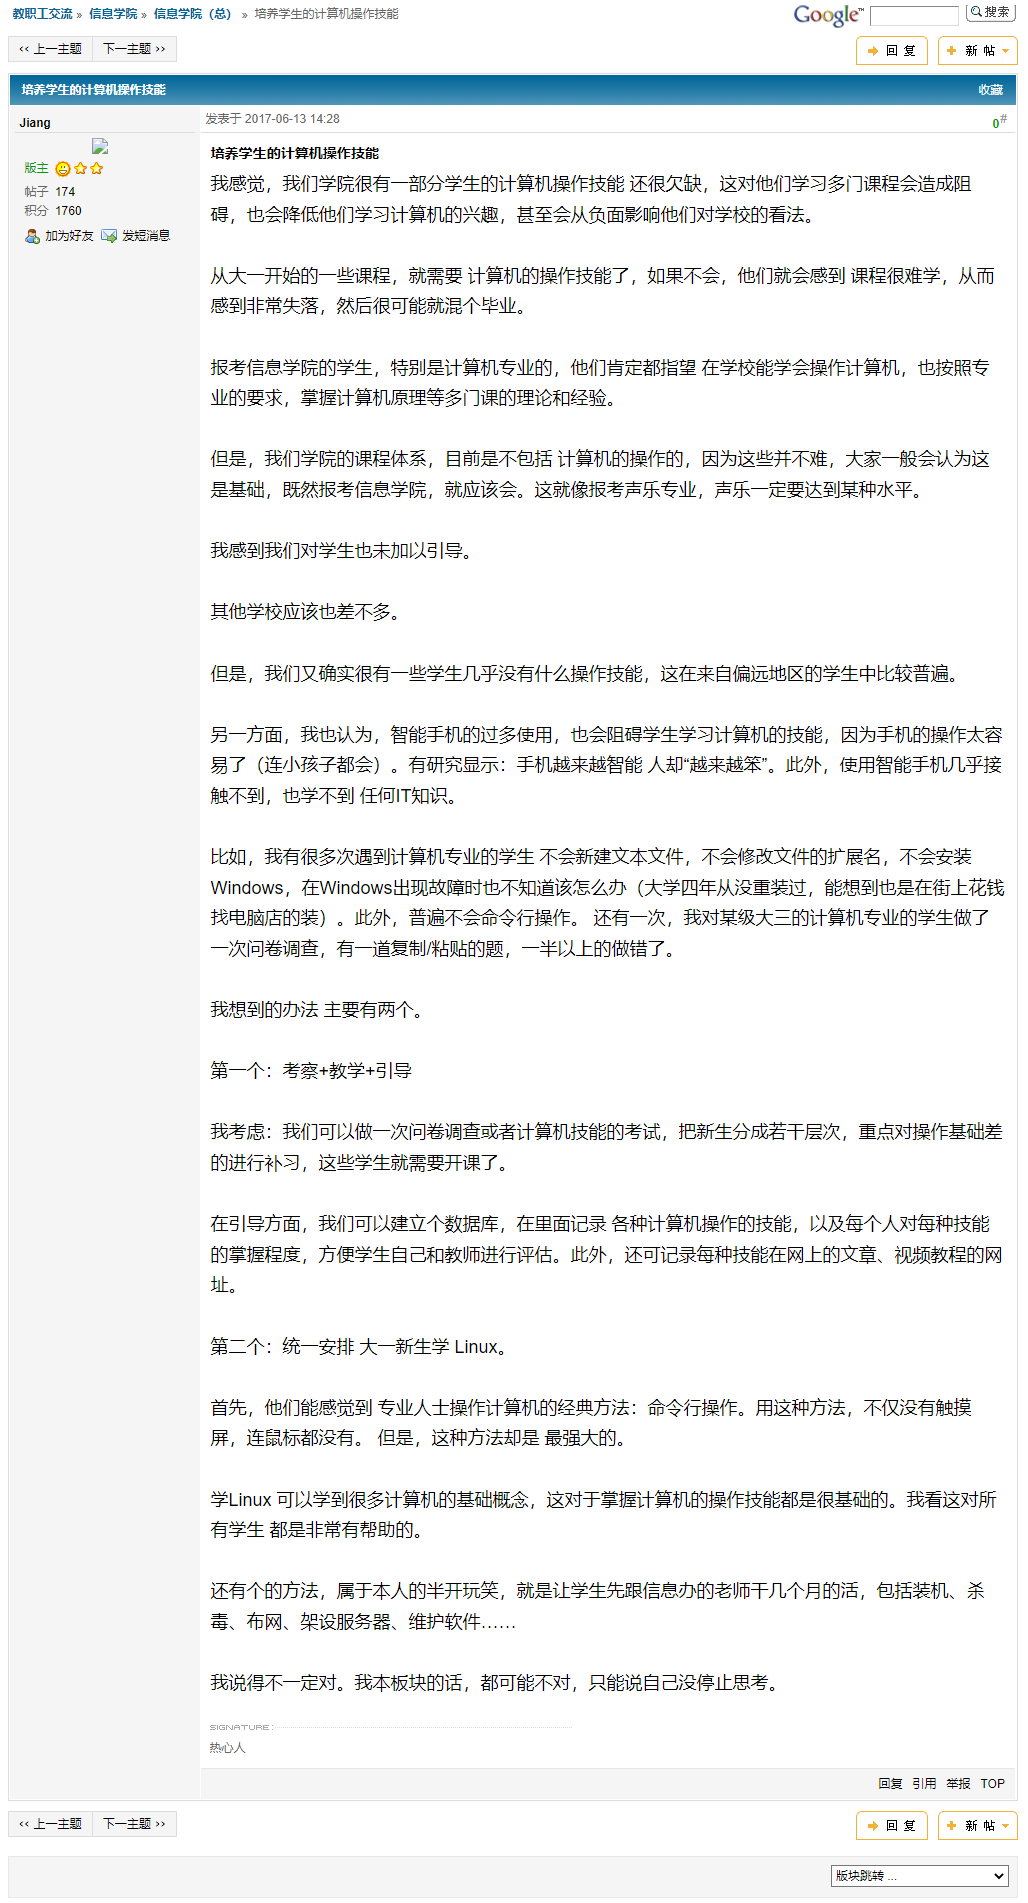 教职工交流 » 信息学院 » 信息学院（总） » 培养学生的计算机操作技能
Google™ 搜索
‹‹ 上一主题 下一主题 ›› 回复 新帖
培养学生的计算机操作技能 收藏
Jiang 发表于 2017-06-13 14:28 0#
版主
帖子 174
积分 1760
加为好友 发短消息
培养学生的计算机操作技能
我感觉，我们学院很有一部分学生的计算机操作技能 还很欠缺，这对他们学习多门课程会造成阻
碍，也会降低他们学习计算机的兴趣，甚至会从负面影响他们对学校的看法。
从大一开始的一些课程，就需要 计算机的操作技能了，如果不会，他们就会感到 课程很难学，从而
感到非常失落，然后很可能就混个毕业。
报考信息学院的学生，特别是计算机专业的，他们肯定都指望 在学校能学会操作计算机，也按照专
业的要求，掌握计算机原理等多门课的理论和经验。
但是，我们学院的课程体系，目前是不包括 计算机的操作的，因为这些并不难，大家一般会认为这
是基础，既然报考信息学院，就应该会。这就像报考声乐专业，声乐一定要达到某种水平。
我感到我们对学生也未加以引导。
其他学校应该也差不多。
但是，我们又确实很有一些学生几乎没有什么操作技能，这在来自偏远地区的学生中比较普遍。
另一方面，我也认为，智能手机的过多使用，也会阻碍学生学习计算机的技能，因为手机的操作太容
易了（连小孩子都会）。有研究显示：手机越来越智能 人却“越来越笨”。此外，使用智能手机几乎接
触不到，也学不到 任何IT知识。
比如，我有很多次遇到计算机专业的学生 不会新建文本文件，不会修改文件的扩展名，不会安装
Windows，在Windows出现故障时也不知道该怎么办（大学四年从没重装过，能想到也是在街上花钱
找电脑店的装）。此外，普遍不会命令行操作。 还有一次，我对某级大三的计算机专业的学生做了
一次问卷调查，有一道复制/粘贴的题，一半以上的做错了。
我想到的办法 主要有两个。
第一个：考察+教学+引导
我考虑：我们可以做一次问卷调查或者计算机技能的考试，把新生分成若干层次，重点对操作基础差
的进行补习，这些学生就需要开课了。
在引导方面，我们可以建立个数据库，在里面记录 各种计算机操作的技能，以及每个人对每种技能
的掌握程度，方便学生自己和教师进行评估。此外，还可记录每种技能在网上的文章、视频教程的网
址。
第二个：统一安排 大一新生学 Linux。
首先，他们能感觉到 专业人士操作计算机的经典方法：命令行操作。用这种方法，不仅没有触摸
屏，连鼠标都没有。 但是，这种方法却是 最强大的。
学Linux 可以学到很多计算机的基础概念，这对于掌握计算机的操作技能都是很基础的。我看这对所
有学生 都是非常有帮助的。
还有个的方法，属于本人的半开玩笑，就是让学生先跟信息办的老师干几个月的活，包括装机、杀
毒、布网、架设服务器、维护软件……
我说得不一定对。我本板块的话，都可能不对，只能说自己没停止思考。
SIGNATURE:
热心人
回复 引用 举报 TOP
‹‹ 上一主题 下一主题 ›› 回复 新帖
版块跳转 ...